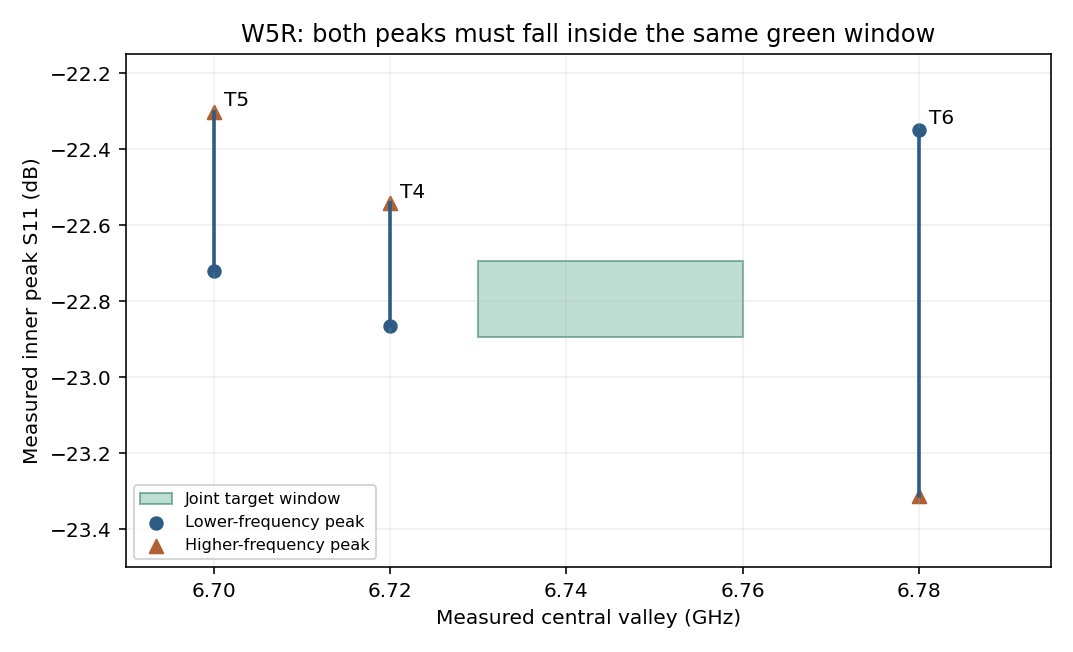 W5R: both peaks must fall inside the same green window
Measured inner peak S11 (dB)
−22.2
−22.4
−22.6
−22.8
−23.0
−23.2
−23.4
T5
T4
T6
Joint target window
Lower-frequency peak
Higher-frequency peak
6.70 6.72 6.74 6.76 6.78
Measured central valley (GHz)